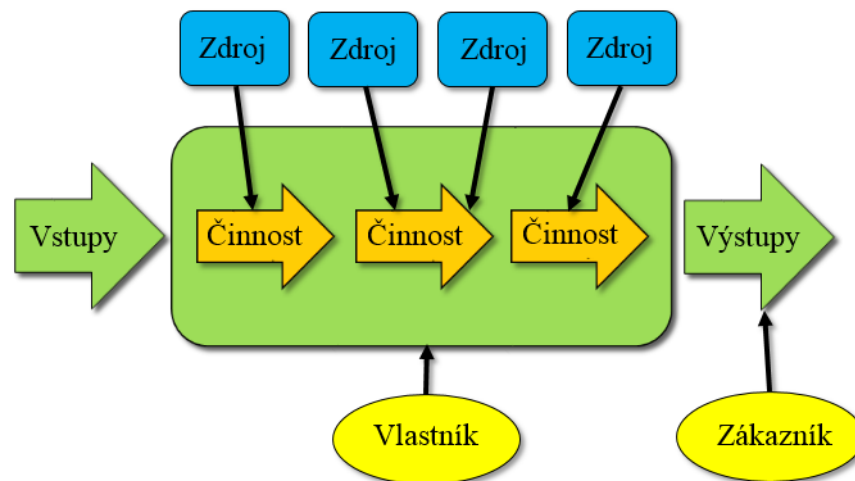 Zdroj
Zdroj
Zdroj
Zdroj
Vstupy
Činnost
Činnost
Činnost
Výstupy
Vlastník
Zákazník